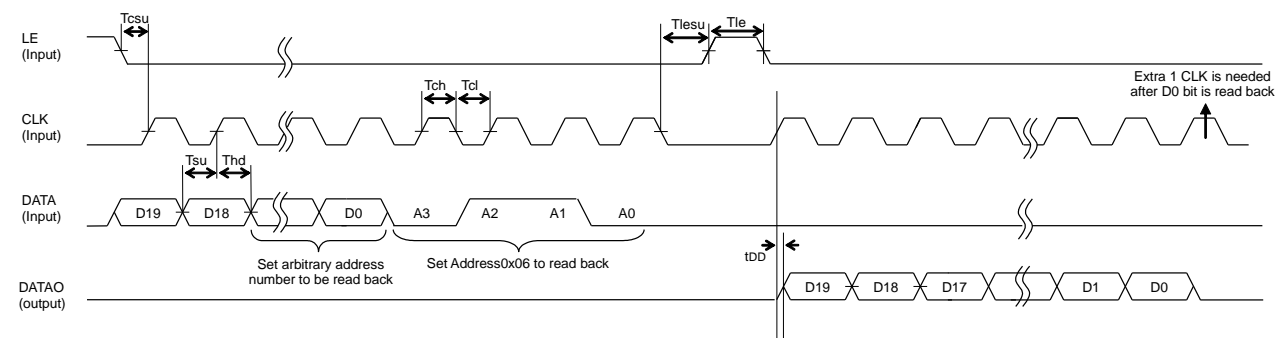 Tcsu
Tlesu
Tle
LE
(Input)
Tch
Tcl
Extra 1 CLK is needed
after D0 bit is read back
CLK
(Input)
Tsu
Thd
DATA
(Input)
D19
D18
D0
A3
A2
A1
A0
Set arbitrary address
number to be read back
Set Address0x06 to read back
tDD
DATAO
(output)
D19
D18
D17
D1
D0